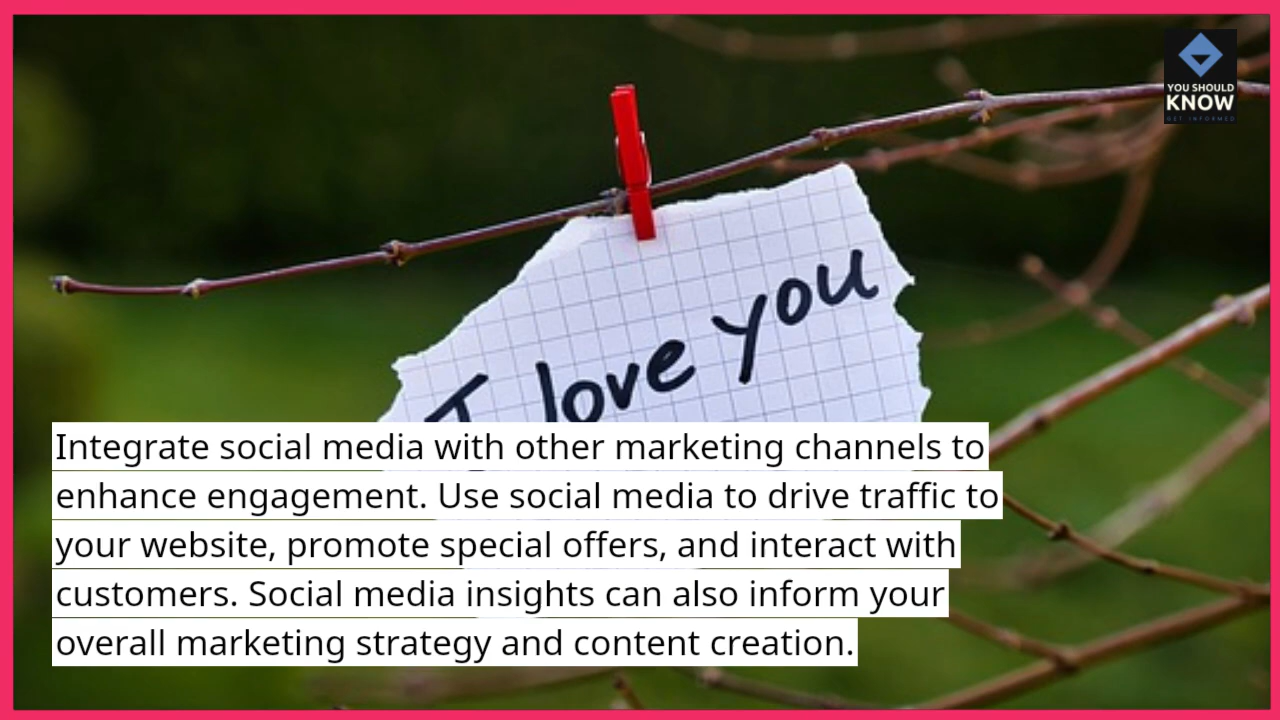 YOU SHOULD
KNOW
GET INFORMED
I love you
Integrate social media with other marketing channels to
enhance engagement. Use social media to drive traffic to
your website, promote special offers, and interact with
customers. Social media insights can also inform your
overall marketing strategy and content creation.